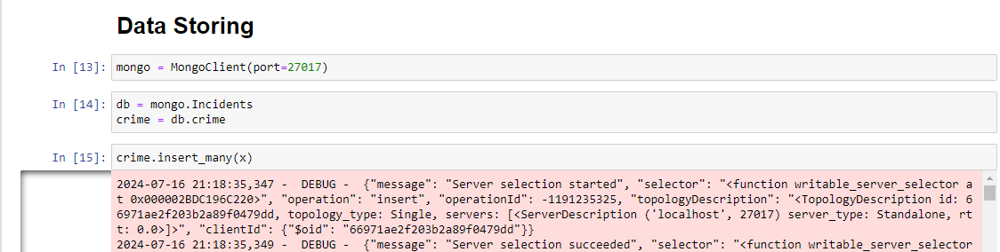 Data Storing
In [13]: mongo = MongoClient(port=27017)
In [14]: db = mongo.Incidents
crime = db.crime
In [15]: crime.insert_many(x)
2024-07-16 21:18:35,347 -  DEBUG -  {"message": "Server selection started", "selector": "<function writable_server_selector a
t 0x000002BDC196C220>", "operation": "insert", "operationId": -1191235325, "topologyDescription": "<TopologyDescription id: 6
6971ae2f203b2a89f0479dd, topology_type: Single, servers: [<ServerDescription ('localhost', 27017) server_type: Standalone, rt
t: 0.0>]>", "clientId": {"$oid": "66971ae2f203b2a89f0479dd"}}
2024-07-16 21:18:35,349 -  DEBUG -  {"message": "Server selection succeeded", "selector": "<function writable_server_selector